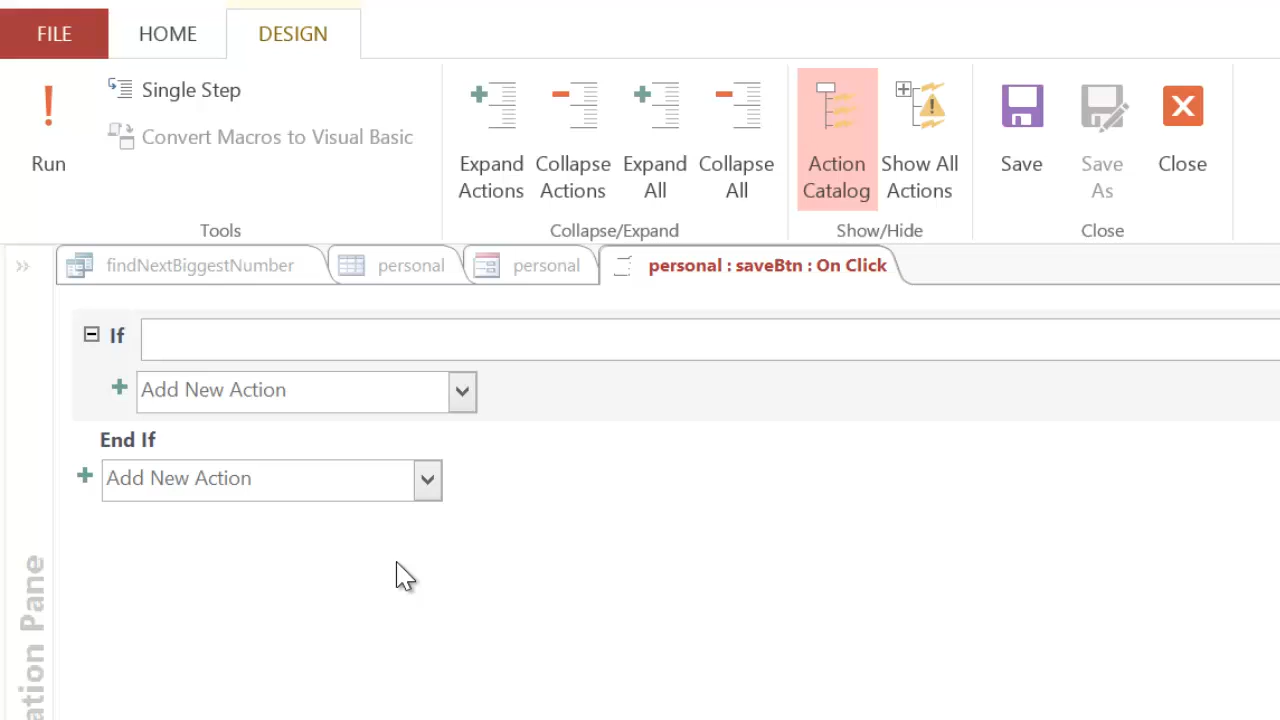 FILE HOME DESIGN
Single Step
Convert Macros to Visual Basic
Run
Tools
Expand Actions
Collapse Actions
Expand All
Collapse All
Collapse/Expand
Action Catalog
Show All Actions
Show/Hide
Save
Save As
Close
Close
findNextBiggestNumber personal personal personal : saveBtn : On Click
If
Add New Action
End If
Add New Action
ation Pane